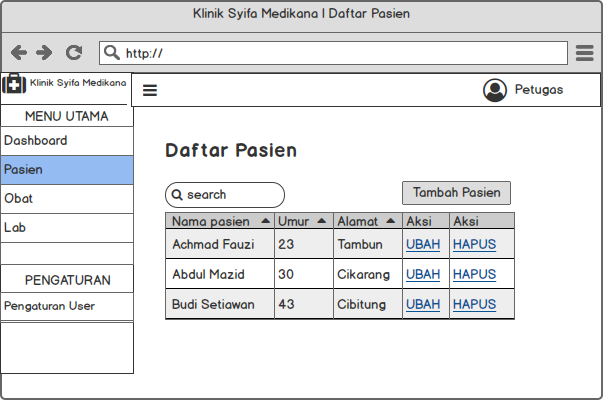 Klinik Syifa Medikana | Daftar Pasien
http://
Klinik Syifa Medikana
Petugas
MENU UTAMA
Dashboard
Pasien
Obat
Lab
PENGATURAN
Pengaturan User
Daftar Pasien
search
Tambah Pasien
Nama pasien Umur Alamat Aksi Aksi
Achmad Fauzi 23 Tambun UBAH HAPUS
Abdul Mazid 30 Cikarang UBAH HAPUS
Budi Setiawan 43 Cibitung UBAH HAPUS